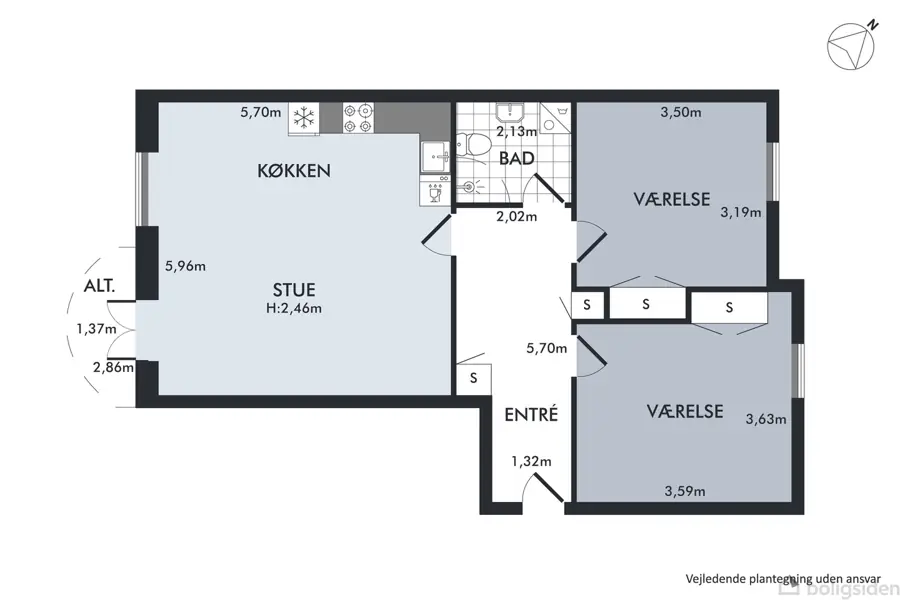 N
5,70m
2,13m
BAD
3,50m
KØKKEN
VÆRELSE
3,19m
2,02m
5,96m
ALT.
STUE
H:2,46m
S
S
S
1,37m
5,70m
2,86m
S
ENTRÉ
VÆRELSE
3,63m
1,32m
3,59m
Vejledende plantegning uden ansvar
boligsiden